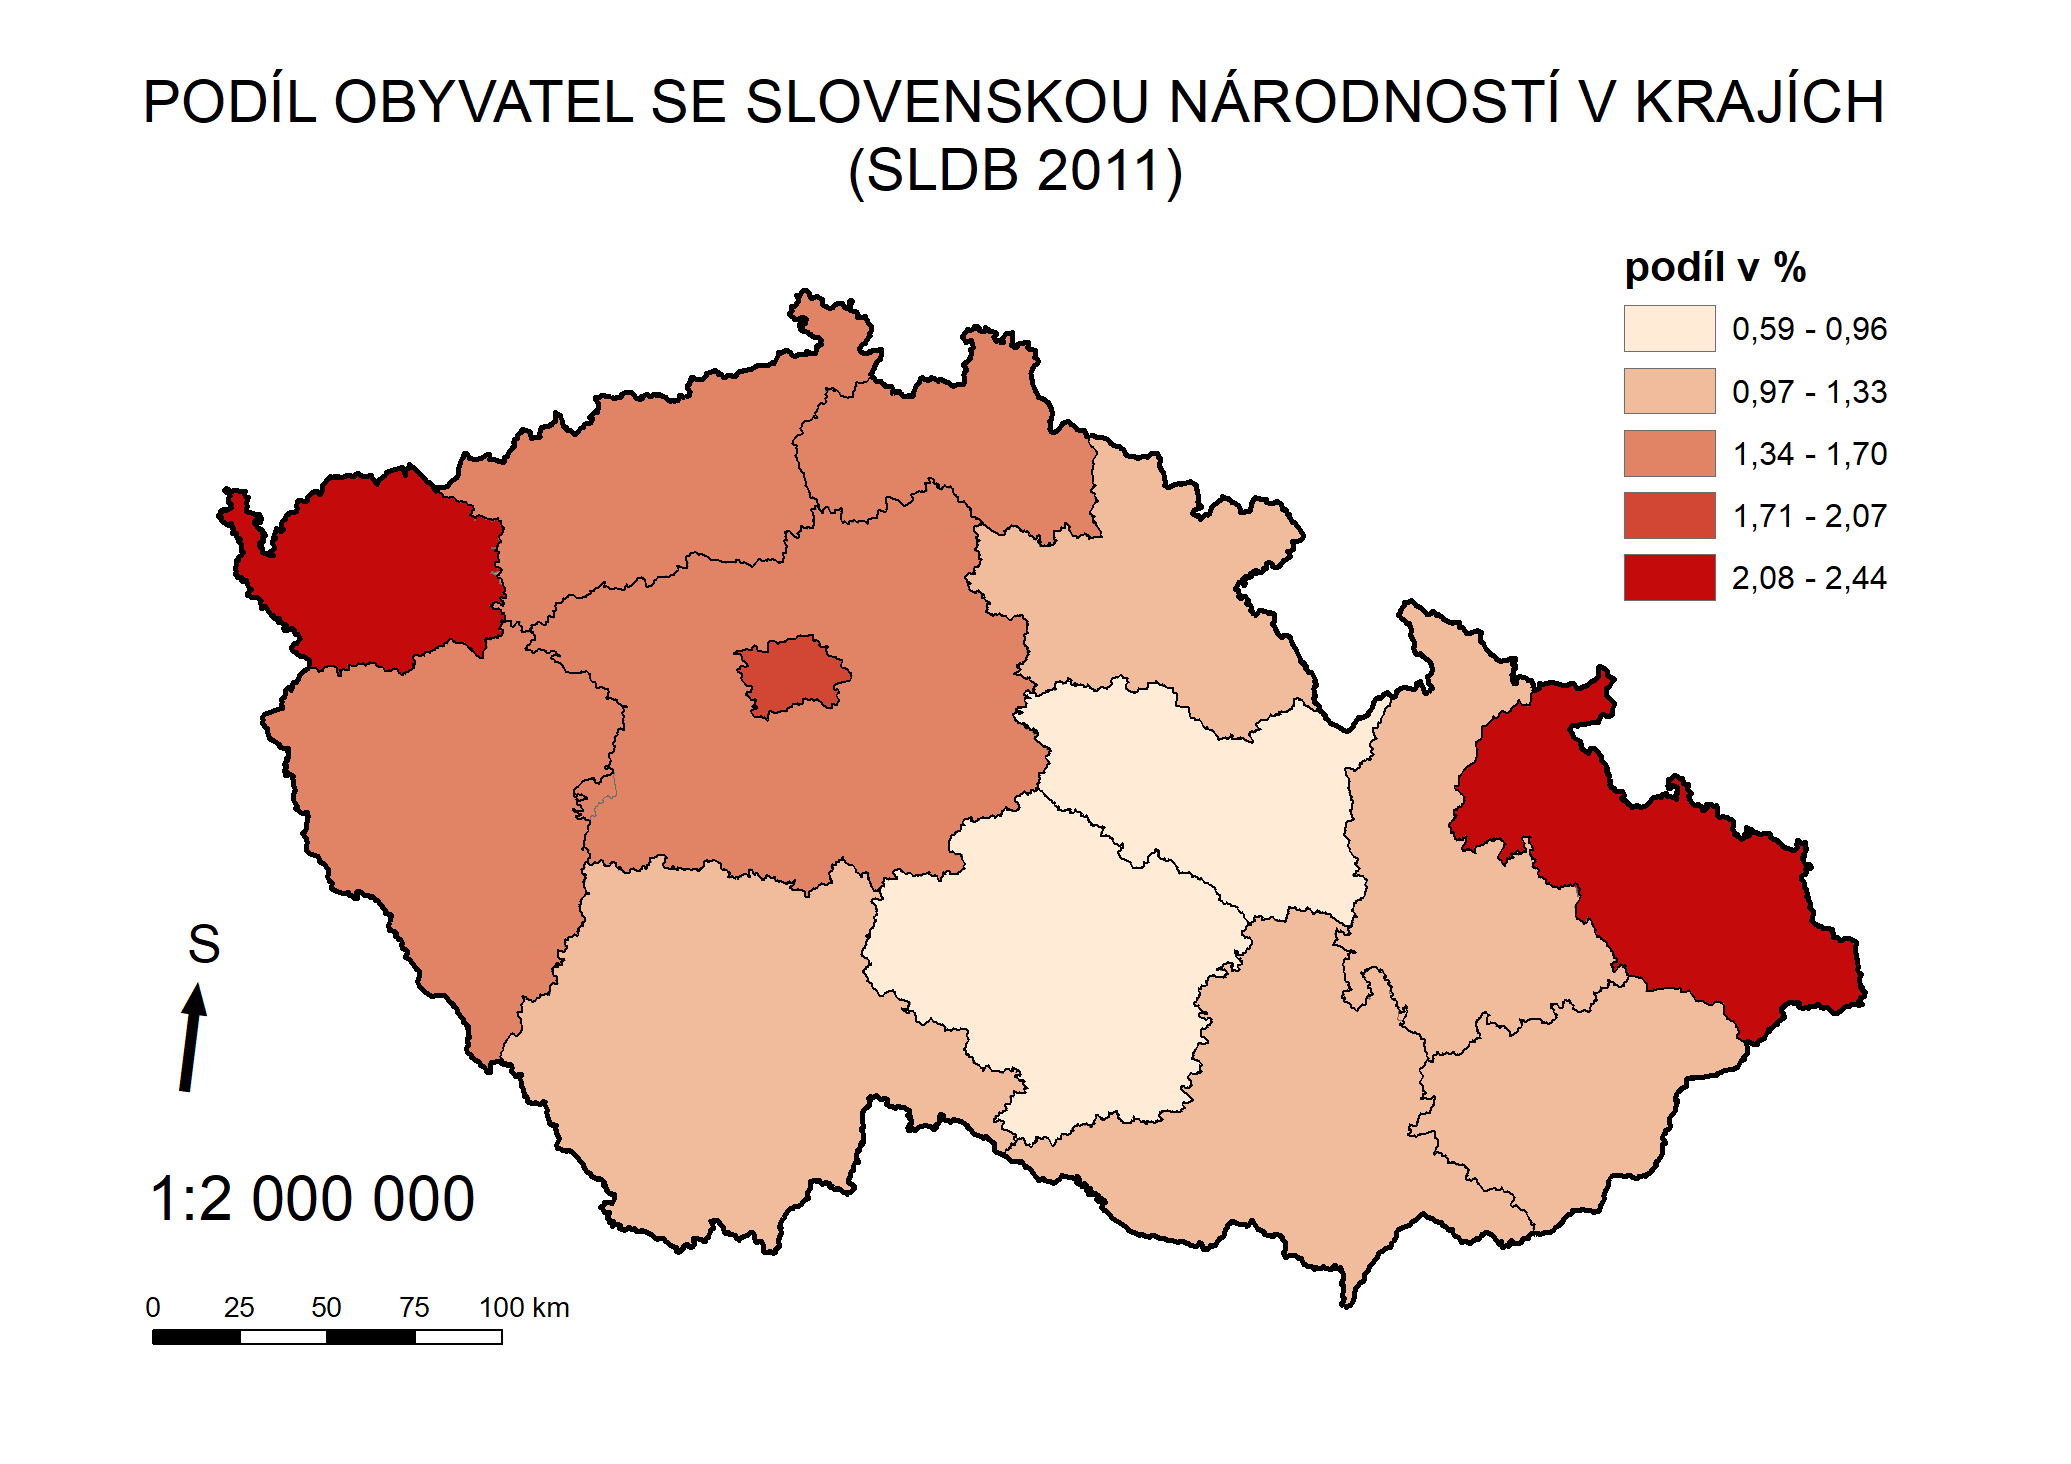 PODÍL OBYVATEL SE SLOVENSKOU NÁRODNOSTÍ V KRAJÍCH
(SLDB 2011)
podíl v %
0,59 - 0,96
0,97 - 1,33
1,34 - 1,70
1,71 - 2,07
2,08 - 2,44
S
1:2 000 000
0 25 50 75 100 km